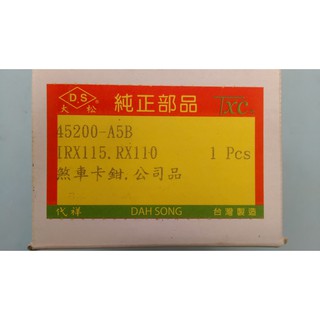 DS
大松
純正部品
Txc
45200-A5B
IRX115.RX110 1 Pcs
煞車卡鉗.公司品
代祥 DAH SONG 台灣製造